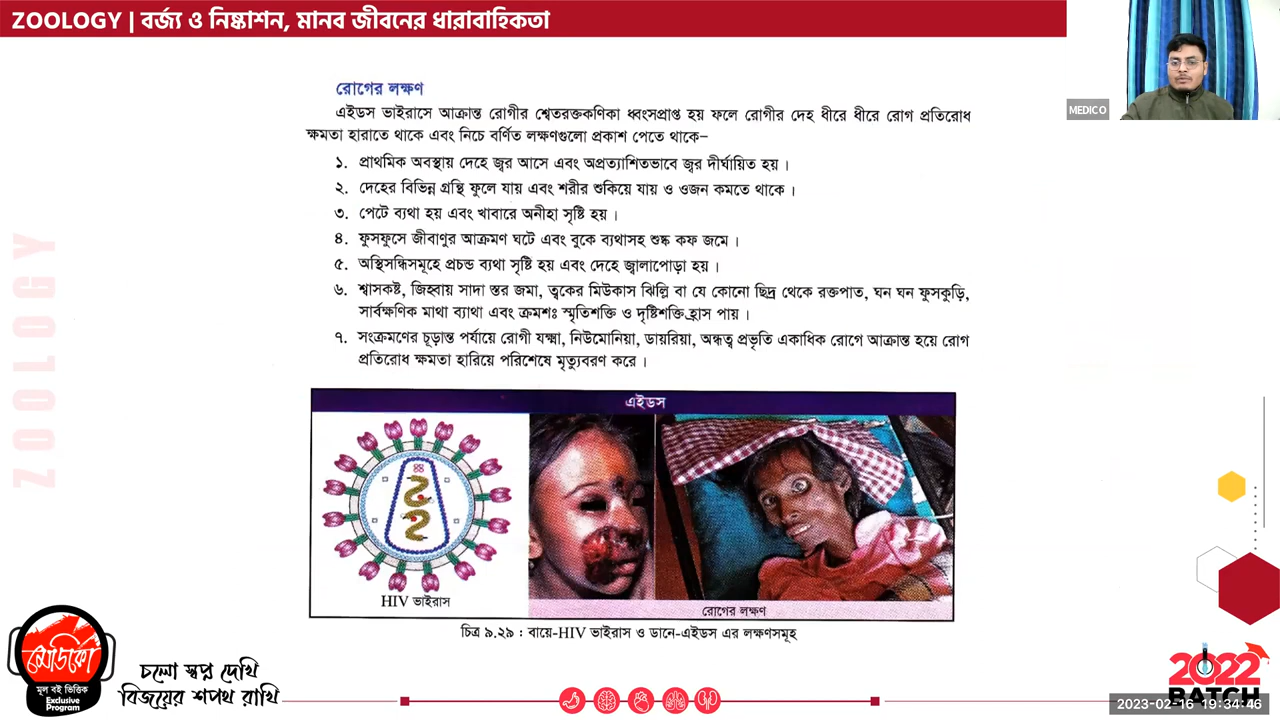 ZOOLOGY | বর্জ্য ও নিষ্কাশন, মানব জীবনের ধারাবাহিকতা
MEDICO
রোগের লক্ষণ
এইডস ভাইরাসে আক্রান্ত রোগীর শ্বেতরক্তকণিকা ধ্বংসপ্রাপ্ত হয় ফলে রোগীর দেহ ধীরে ধীরে রোগ প্রতিরোধ
ক্ষমতা হারাতে থাকে এবং নিচে বর্ণিত লক্ষণগুলো প্রকাশ পেতে থাকে–
১. প্রাথমিক অবস্থায় দেহে জ্বর আসে এবং অপ্রত্যাশিতভাবে জ্বর দীর্ঘায়িত হয়।
২. দেহের বিভিন্ন গ্রন্থি ফুলে যায় এবং শরীর শুকিয়ে যায় ও ওজন কমতে থাকে।
৩. পেটে ব্যথা হয় এবং খাবারে অনীহা সৃষ্টি হয়।
৪. ফুসফুসে জীবাণুর আক্রমণ ঘটে এবং বুকে ব্যথাসহ শুষ্ক কফ জমে।
৫. অস্থিসন্ধিসমূহে প্রচন্ড ব্যথা সৃষ্টি হয় এবং দেহে জ্বালাপোড়া হয়।
৬. শ্বাসকষ্ট, জিহ্বায় সাদা স্তর জমা, ত্বকের মিউকাস ঝিল্লি বা যে কোনো ছিদ্র থেকে রক্তপাত, ঘন ঘন ফুসকুড়ি,
সার্বক্ষণিক মাথা ব্যাথা এবং ক্রমশঃ স্মৃতিশক্তি ও দৃষ্টিশক্তি হ্রাস পায়।
৭. সংক্রমণের চূড়ান্ত পর্যায়ে রোগী যক্ষ্মা, নিউমোনিয়া, ডায়রিয়া, অন্ধত্ব প্রভৃতি একাধিক রোগে আক্রান্ত হয়ে রোগ
প্রতিরোধ ক্ষমতা হারিয়ে পরিশেষে মৃত্যুবরণ করে।
ZOOLOGY
এইডস
HIV ভাইরাস
রোগের লক্ষণ
চিত্র ৯.২৯ : বায়ে-HIV ভাইরাস ও ডানে-এইডস এর লক্ষণসমূহ
মেডিকো
মূল বই ভিত্তিক
Exclusive
Program
চলো স্বপ্ন দেখি
বিজয়ের শপথ রাখি
2022
BATCH
2023-02-16 19:34:46